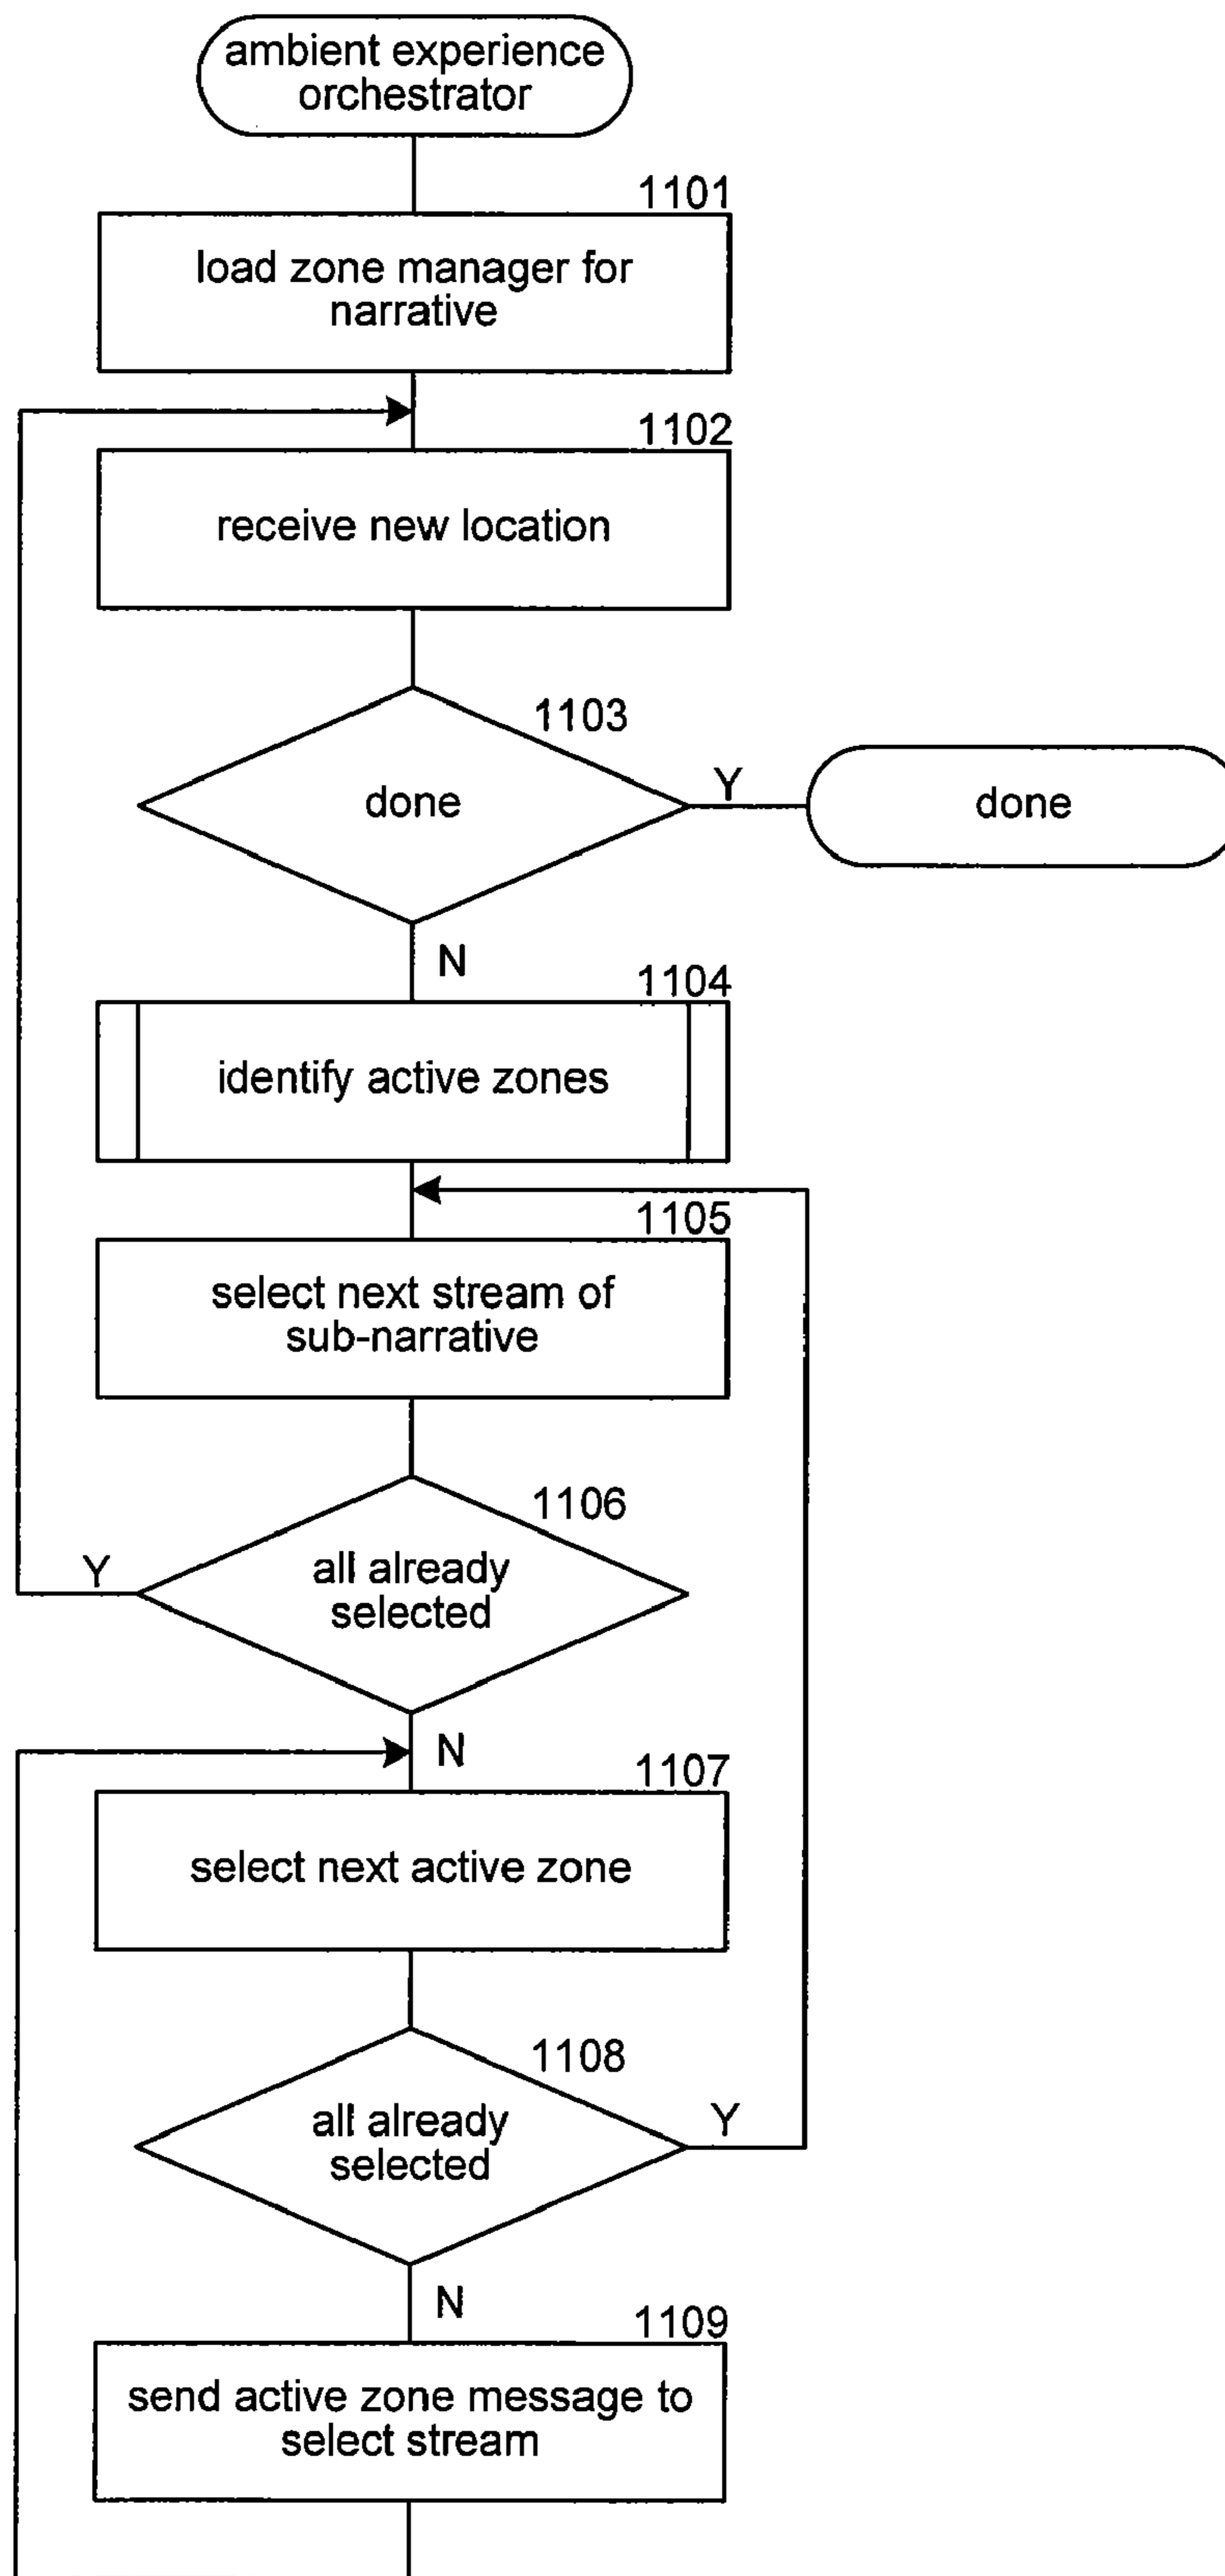 ambient experience
orchestrator
1101
load zone manager for
narrative
1102
receive new location
1103
done
Y
done
N
1104
identify active zones
1105
select next stream of
sub-narrative
1106
all already
selected
Y
N
1107
select next active zone
1108
all already
selected
Y
N
1109
send active zone message to
select stream